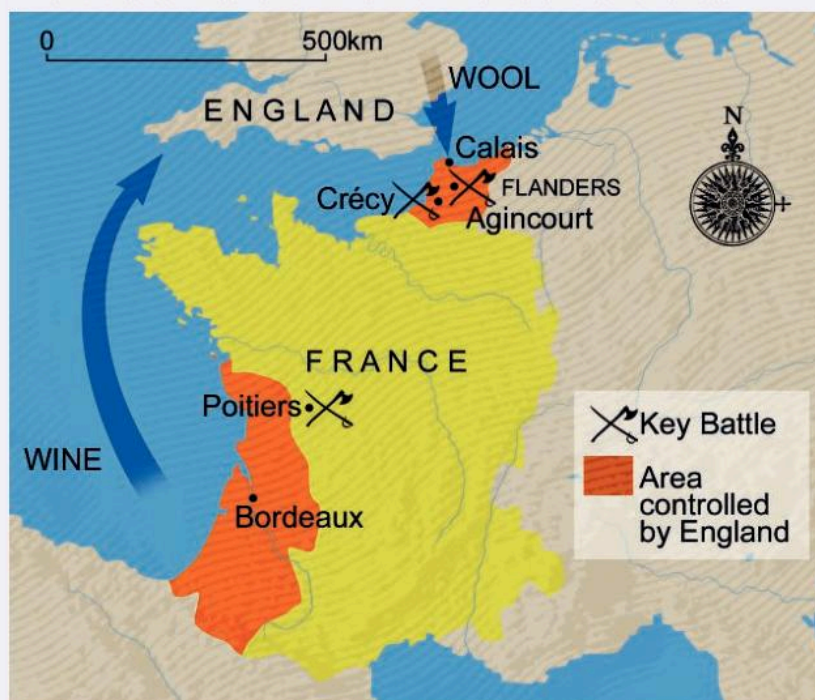 0 500km
WOOL
ENGLAND
N
Calais
Crécy
FLANDERS
Agincourt
FRANCE
Poitiers
Key Battle
WINE
Area
controlled
by England
Bordeaux